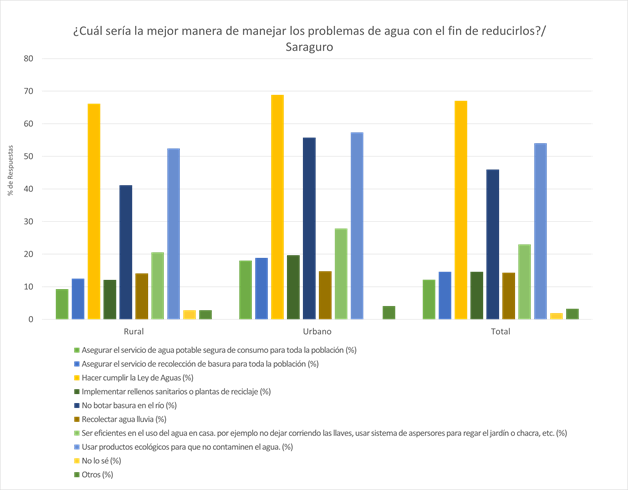 ¿Cuál sería la mejor manera de manejar los problemas de agua con el fin de reducirlos?/
Saraguro
80
70
60
50
40
30
20
10
0
% de Respuestas
Rural
Urbano
Total
Asegurar el servicio de agua potable segura de consumo para toda la población (%)
Asegurar el servicio de recolección de basura para toda la población (%)
Hacer cumplir la Ley de Aguas (%)
Implementar rellenos sanitarios o plantas de reciclaje (%)
No botar basura en el río (%)
Recolectar agua lluvia (%)
Ser eficientes en el uso del agua en casa. por ejemplo no dejar corriendo las llaves, usar sistema de aspersores para regar el jardín o chacra, etc. (%)
Usar productos ecológicos para que no contaminen el agua. (%)
No lo sé (%)
Otros (%)